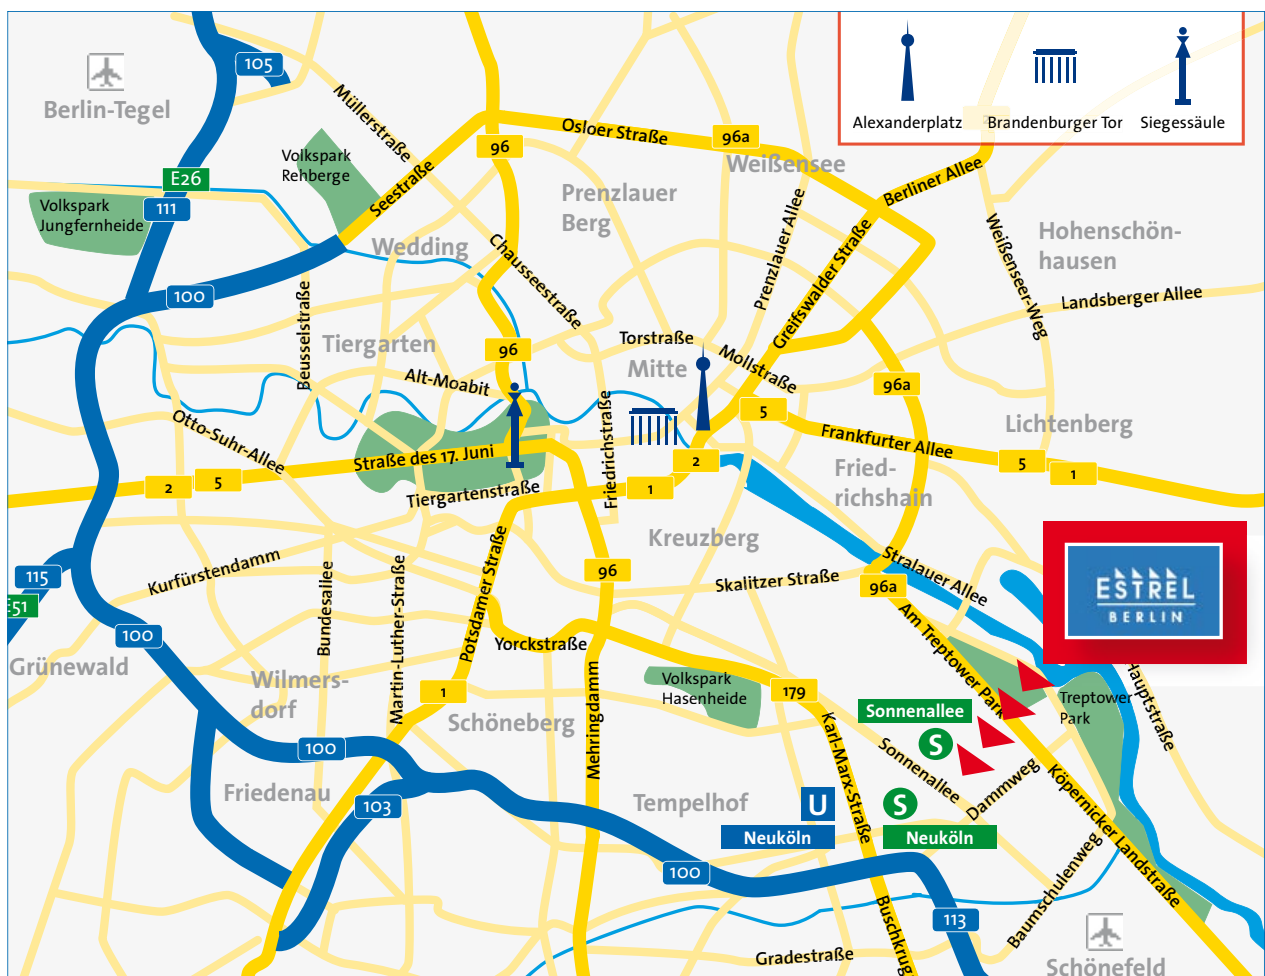 105
Berlin-Tegel
Müllerstraße
96
Osloer Straße
96a
Weißensee
Alexanderplatz
Brandenburger Tor
Siegessäule
Volkspark
Rehberge
Seestraße
E26
111
Volkspark
Jungfernheide
Prenzlauer
Berg
Berliner Allee
Prenzlauer Allee
Weißenseer-Weg
Hohenschön-
hausen
Wedding
Chausseestraße
Greifswalder Straße
Landsberger Allee
100
Beusselstraße
Tiergarten
96
Torstraße
Mitte
Mollstraße
Alt-Moabit
96a
5
Friedrichstraße
Otto-Suhr-Allee
Straße des 17. Juni
Frankfurter Allee
Lichtenberg
5
1
2
5
2
1
Tiergartenstraße
Fried-
richshain
Kreuzberg
Potsdamer Straße
96
Skalitzer Straße
96a
Stralauer Allee
ESTREL
BERLIN
115
E51
Kurfürstendamm
Bundesallee
Martin-Luther-Straße
100
Grünewald
Yorckstraße
Am Treptower Park
Wilmers-
dorf
1
Schöneberg
Mehringdamm
Volkspark
Hasenheide
179
Treptower
Park
Hauptstraße
Sonnenallee
S
Karl-Marx-Straße
Sonnenallee
Dammweg
100
Friedenau
103
Tempelhof
U
S
Neuköln
Neuköln
Köpernicker Landstraße
Baumschulenweg
100
113
Buschkrug
Gradestraße
Schönefeld